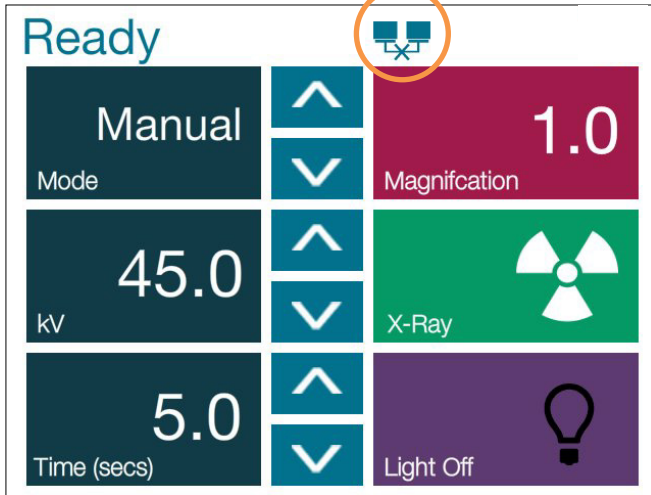 Ready
Manual
Mode
1.0
Magnifcation
45.0
kV
X-Ray
5.0
Time (secs)
Light Off